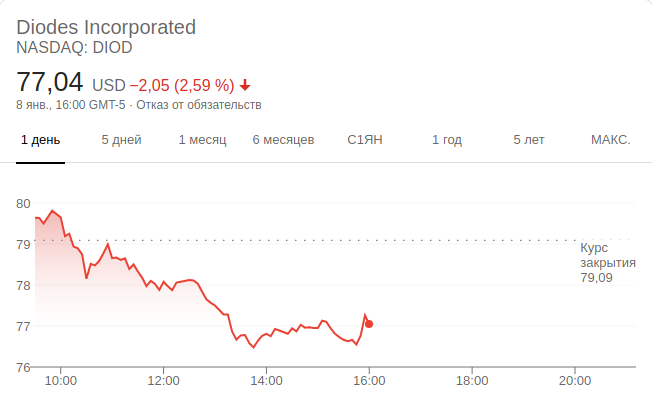 Diodes Incorporated
NASDAQ: DIOD
77,04 USD −2,05 (2,59 %)
8 янв., 16:00 GMT-5 · Отказ от обязательств
1 день 5 дней 1 месяц 6 месяцев С1ЯН 1 год 5 лет МАКС.
80
79
Курс
закрытия
79,09
78
77
76
10:00 12:00 14:00 16:00 18:00 20:00